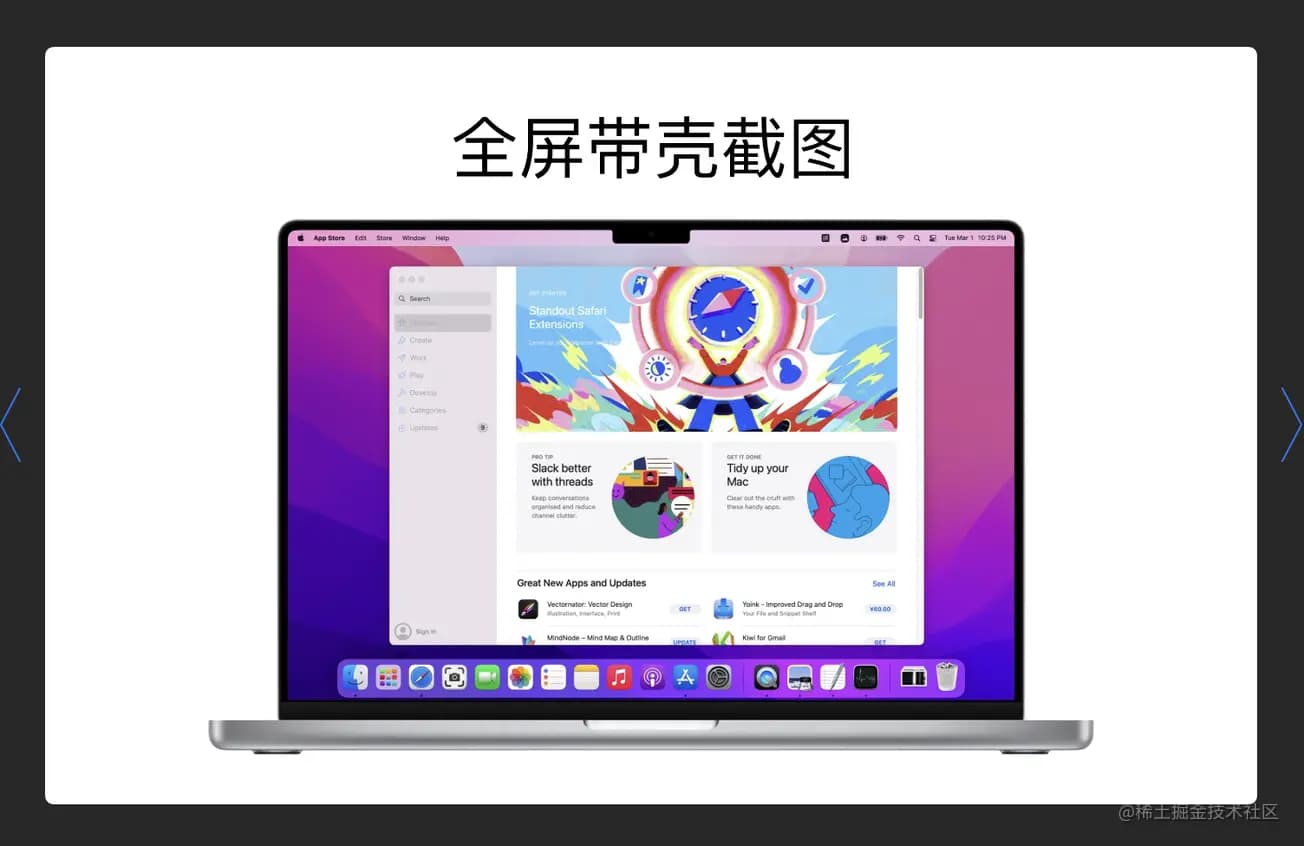 全屏带壳截图
App Store Edit Store Window Help
Tue Mar 1 10:25 PM
Search
Create
Work
Play
Develop
Categories
Updates
9
Sign In
Standout Safari
Extensions
PRO TIP
Slack better
with threads
Keep conversations
organised and reduce
channel clutter.
GET IT DONE
Tidy up your
Mac
Clear out the cruft with
these handy apps.
Great New Apps and Updates
See All
Vectornator: Vector Design
Illustration, Interface, Print
GET
Yoink - Improved Drag and Drop
Your File and Snippet Shelf
¥60.00
MindNode – Mind Map & Outline
UPDATE
Kiwi for Gmail
GET
@稀土掘金技术社区